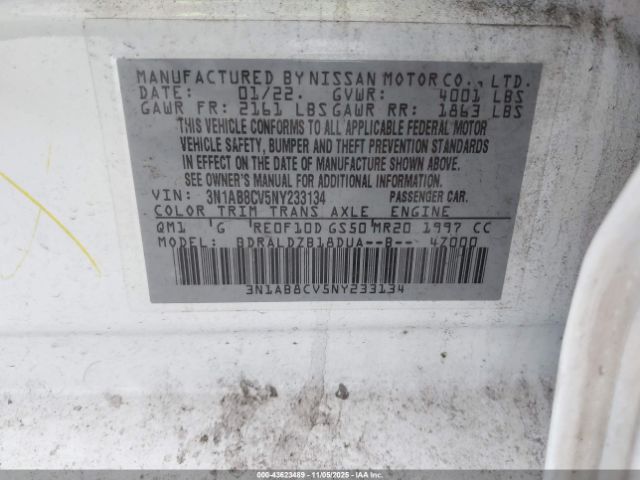 MANUFACTURED BY NISSAN MOTOR CO., LTD.
DATE: 01/22. GVWR: 4001 LBS
GAWR FR: 2161 LBS GAWR RR: 1863 LBS
THIS VEHICLE CONFORMS TO ALL APPLICABLE FEDERAL MOTOR
VEHICLE SAFETY, BUMPER AND THEFT PREVENTION STANDARDS
IN EFFECT ON THE DATE OF MANUFACTURE SHOWN ABOVE.
SEE OWNER'S MANUAL FOR ADDITIONAL INFORMATION.
VIN: 3N1AB8CV5NY233134 PASSENGER CAR.
COLOR TRIM TRANS AXLE ENGINE
QM1 'G 'RE0F10D GS50'MR20 1997 CC
MODEL: BDRALDZB18DUA--B-- 4Z000
3N1AB8CV5NY233134
000-43623489 11/05/2025 IAAI.COM